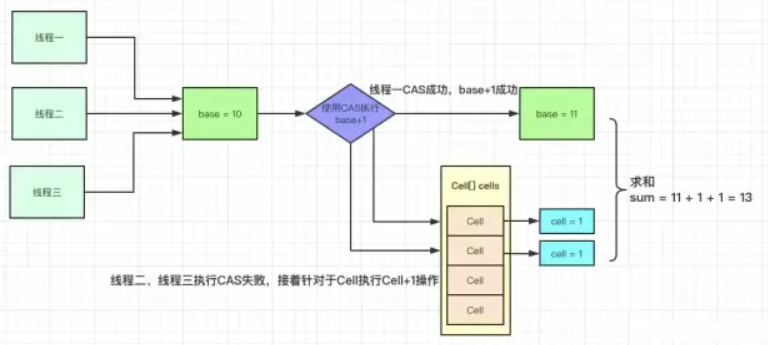 线程一
线程二
线程三
base = 10
使用CAS执行
base+1
线程一CAS成功，base+1成功
base = 11
Cell[] cells
Cell
Cell
Cell
Cell
cell = 1
cell = 1
求和
sum = 11 + 1 + 1 = 13
线程二、线程三执行CAS失败，接着针对于Cell执行Cell+1操作